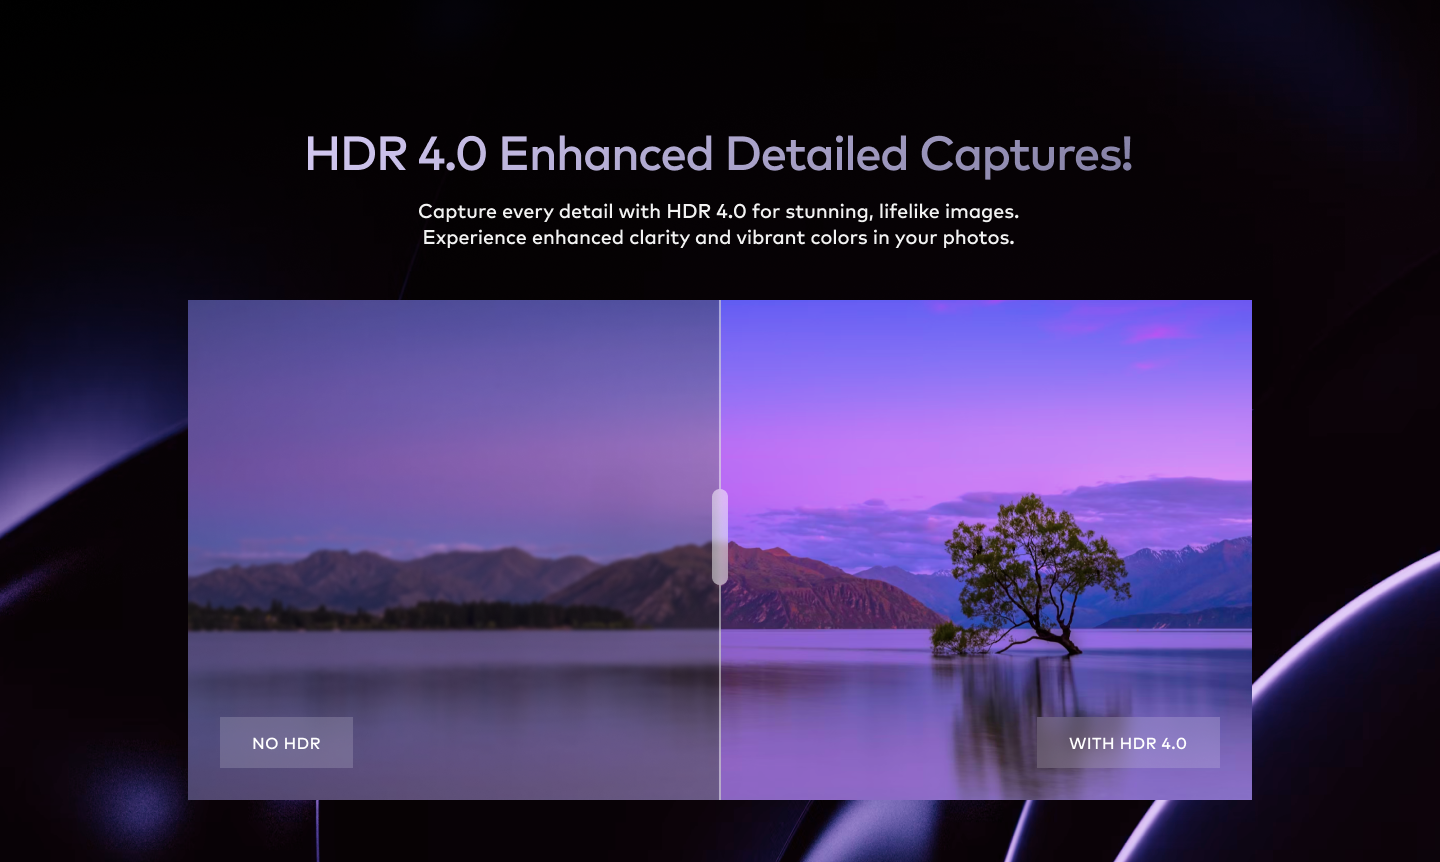 HDR 4.0 Enhanced Detailed Captures!
Capture every detail with HDR 4.0 for stunning, lifelike images.
Experience enhanced clarity and vibrant colors in your photos.
NO HDR
WITH HDR 4.0